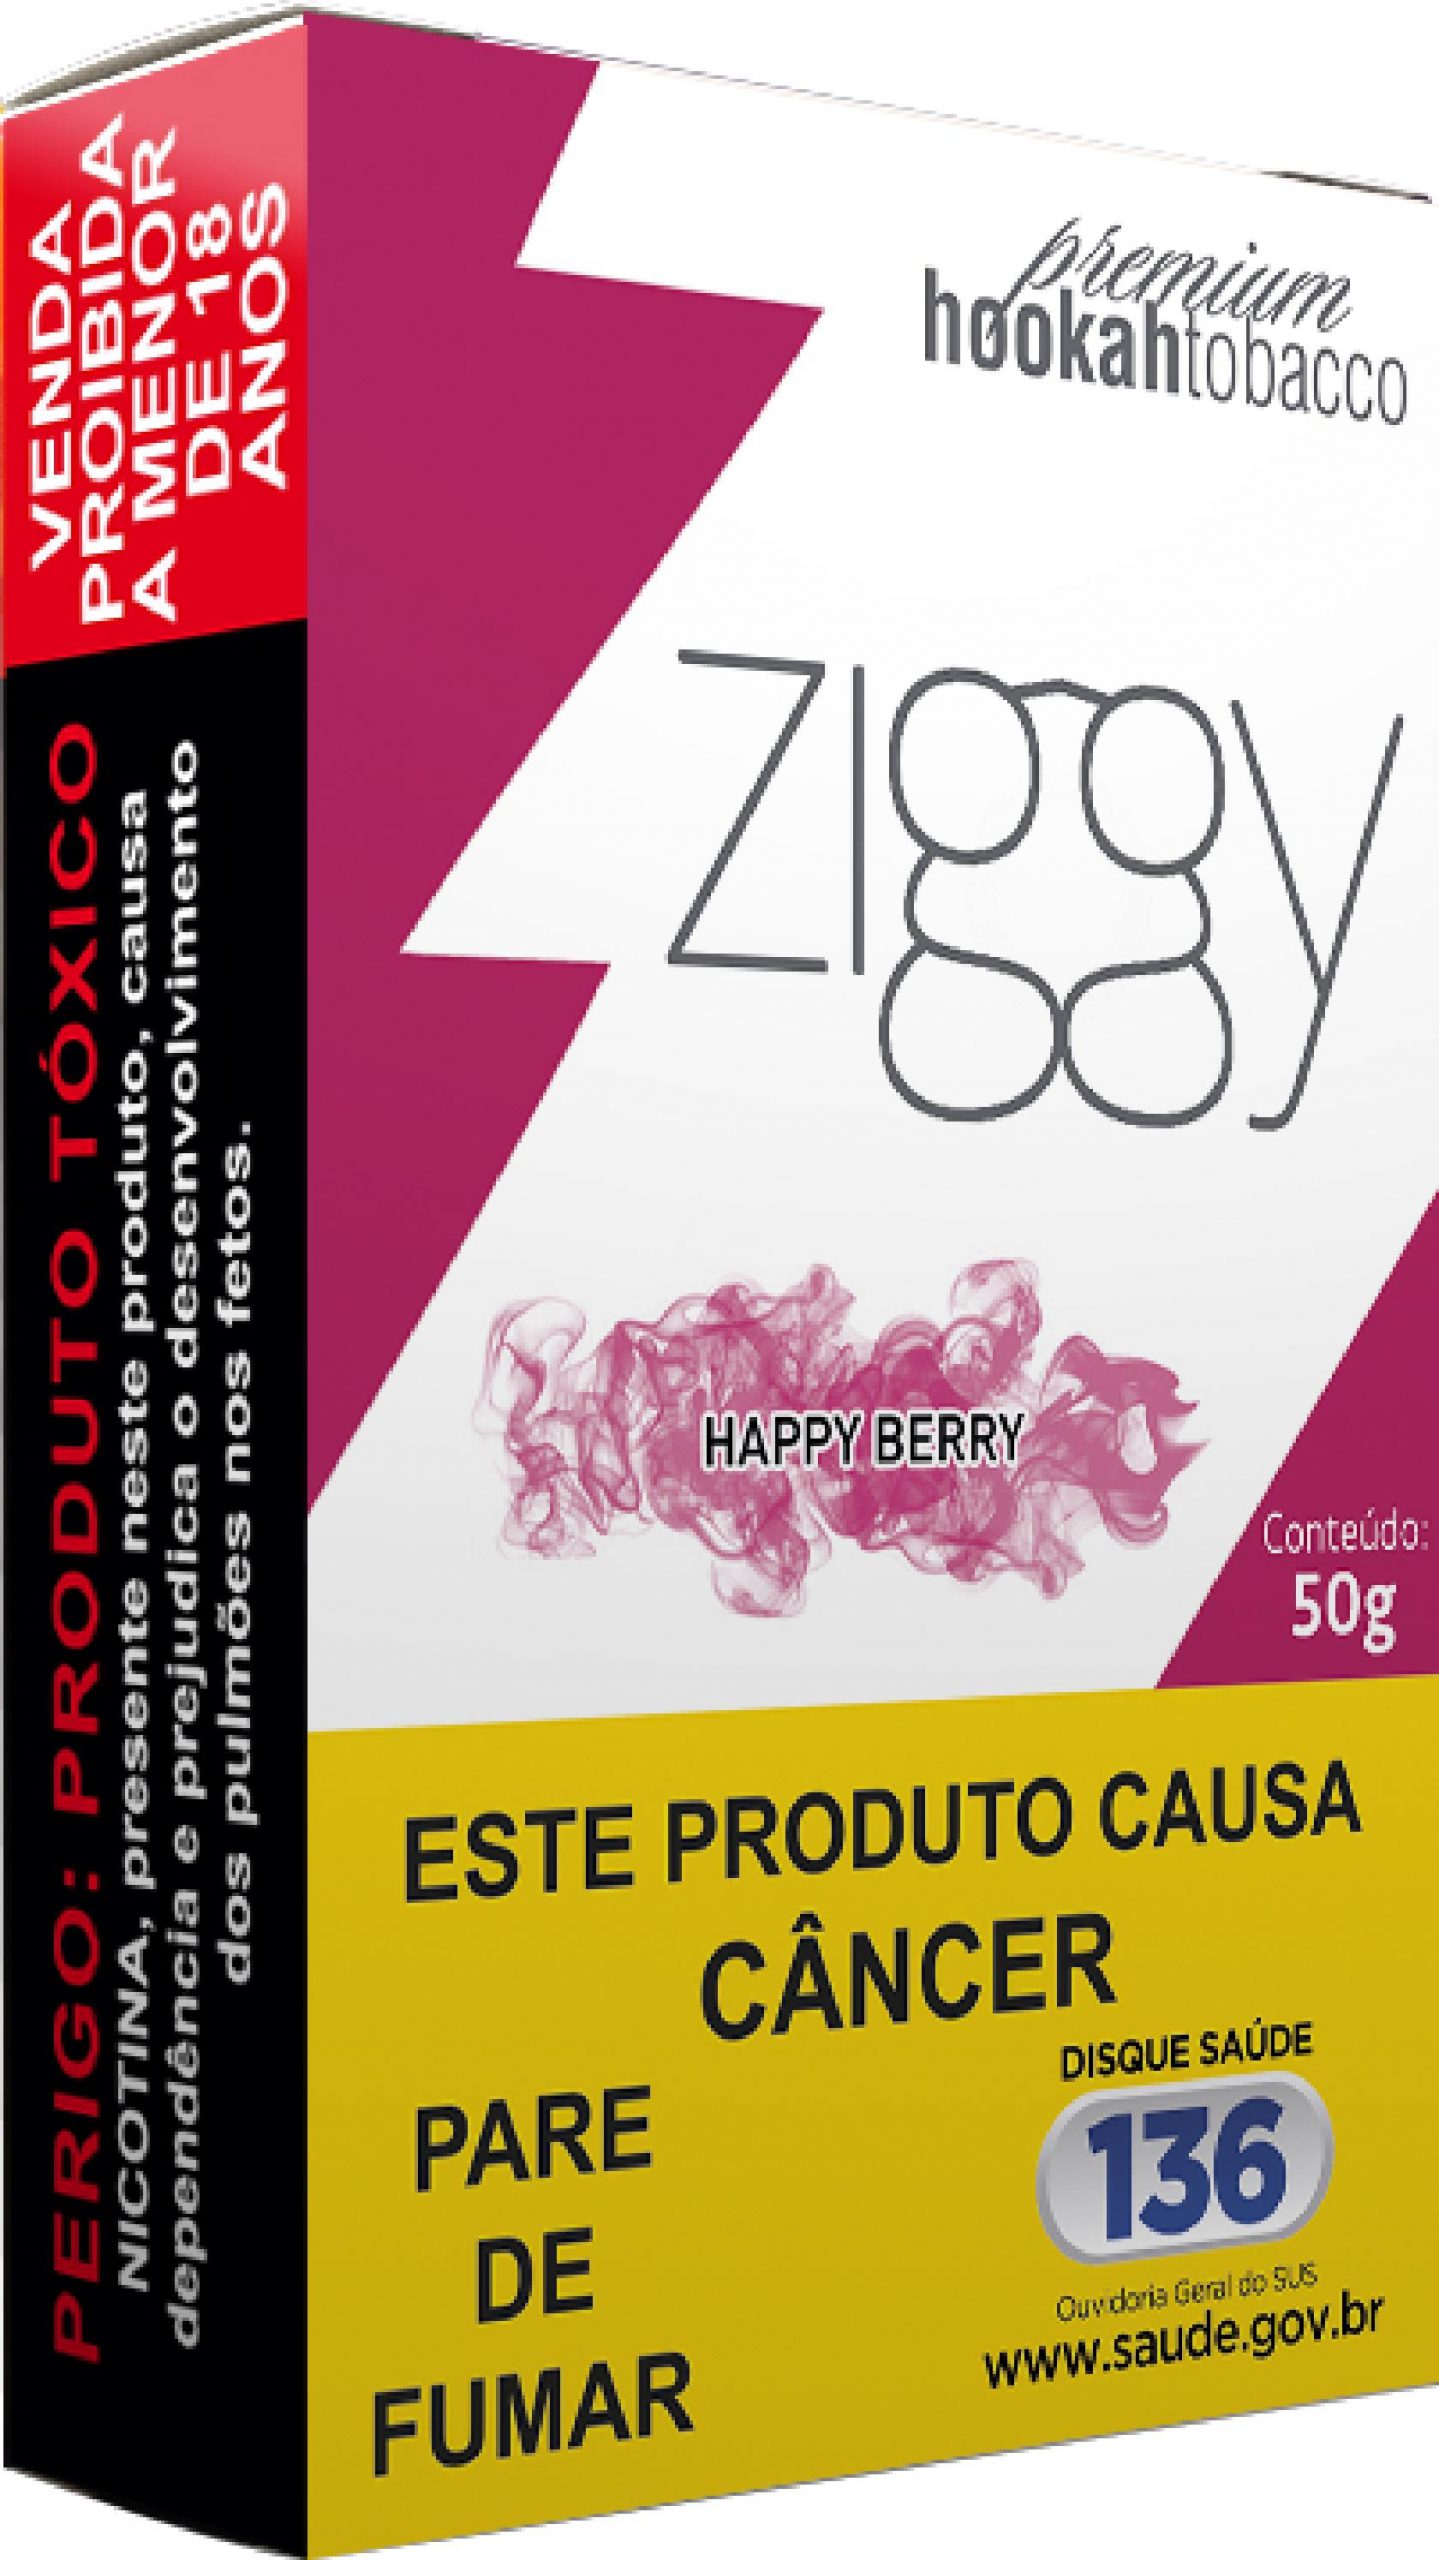 VENDA
PROIBIDA
A MENOR
DE 18
ANOS
PERIGO: PRODUTO TÓXICO
NICOTINA, presente neste produto, causa
dependência e prejudica o desenvolvimento
dos pulmões nos fetos.
premium
hookahtobacco
ziggy
HAPPY BERRY
Conteúdo:
50g
ESTE PRODUTO CAUSA
CÂNCER
PARE
DE
FUMAR
DISQUE SAÚDE
136
Ouvidoria Geral do SUS
www.saude.gov.br